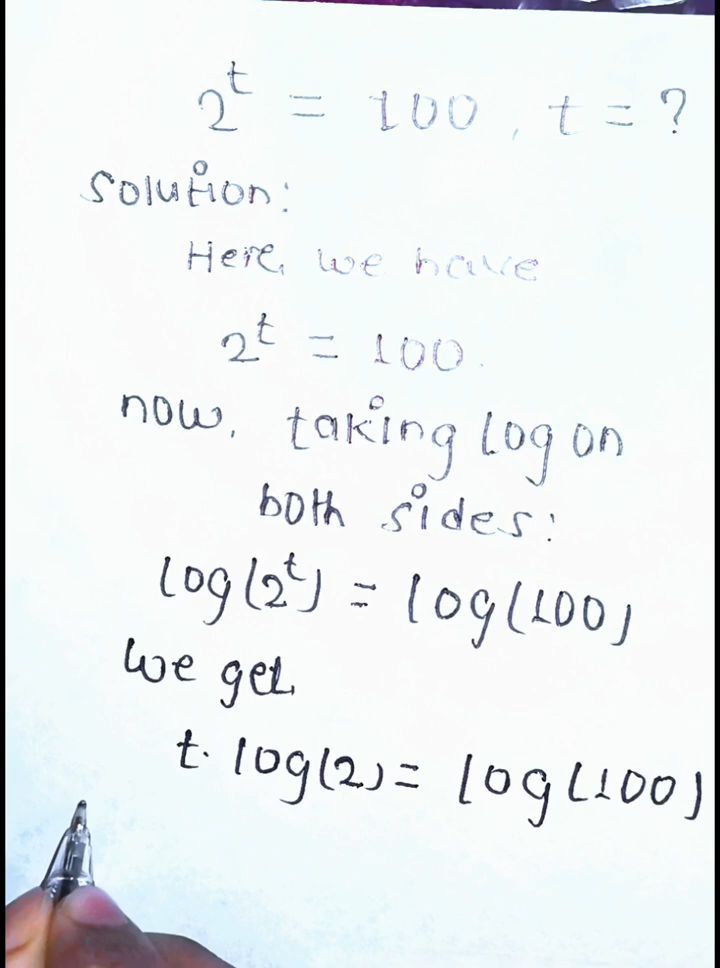 2^t = 100, t = ?
Solution:
Here, we have
2^t = 100.
now, taking log on
both sides:
log(2^t) = log(100)
we get,
t. log(2) = log(100)